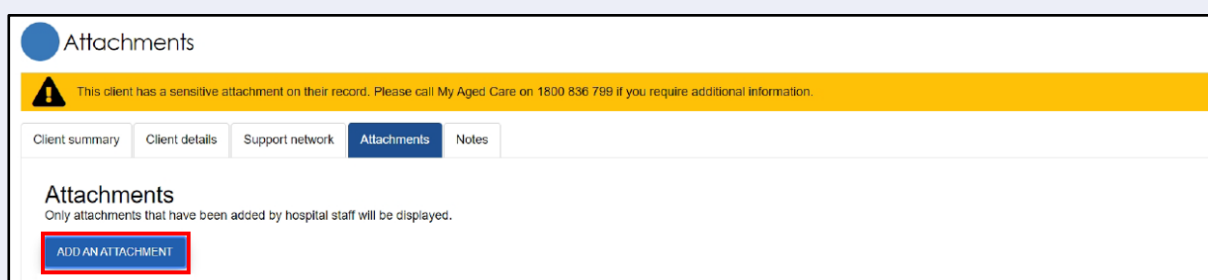 Attachments
This client has a sensitive attachment on their record. Please call My Aged Care on 1800 836 799 if you require additional information.
Client summary Client details Support network Attachments Notes
Attachments
Only attachments that have been added by hospital staff will be displayed.
ADD AN ATTACHMENT